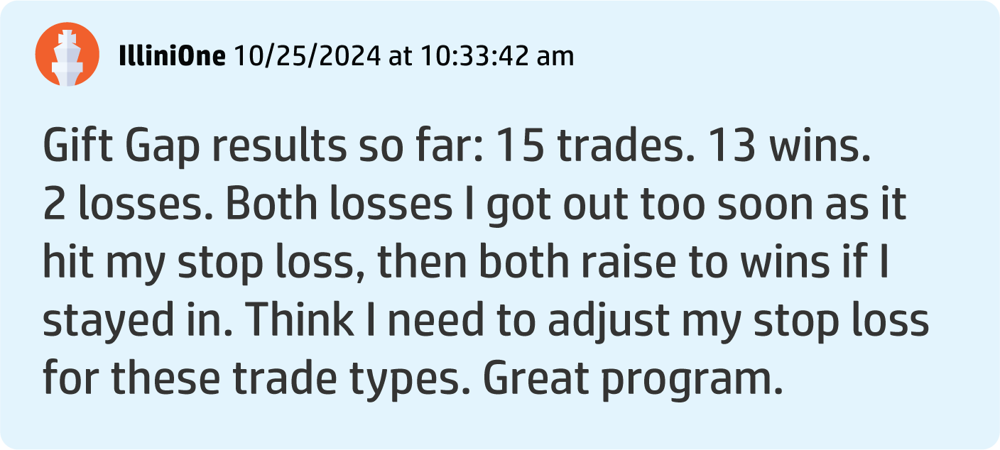 IlliniOne 10/25/2024 at 10:33:42 am
Gift Gap results so far: 15 trades. 13 wins.
2 losses. Both losses I got out too soon as it
hit my stop loss, then both raise to wins if I
stayed in. Think I need to adjust my stop loss
for these trade types. Great program.